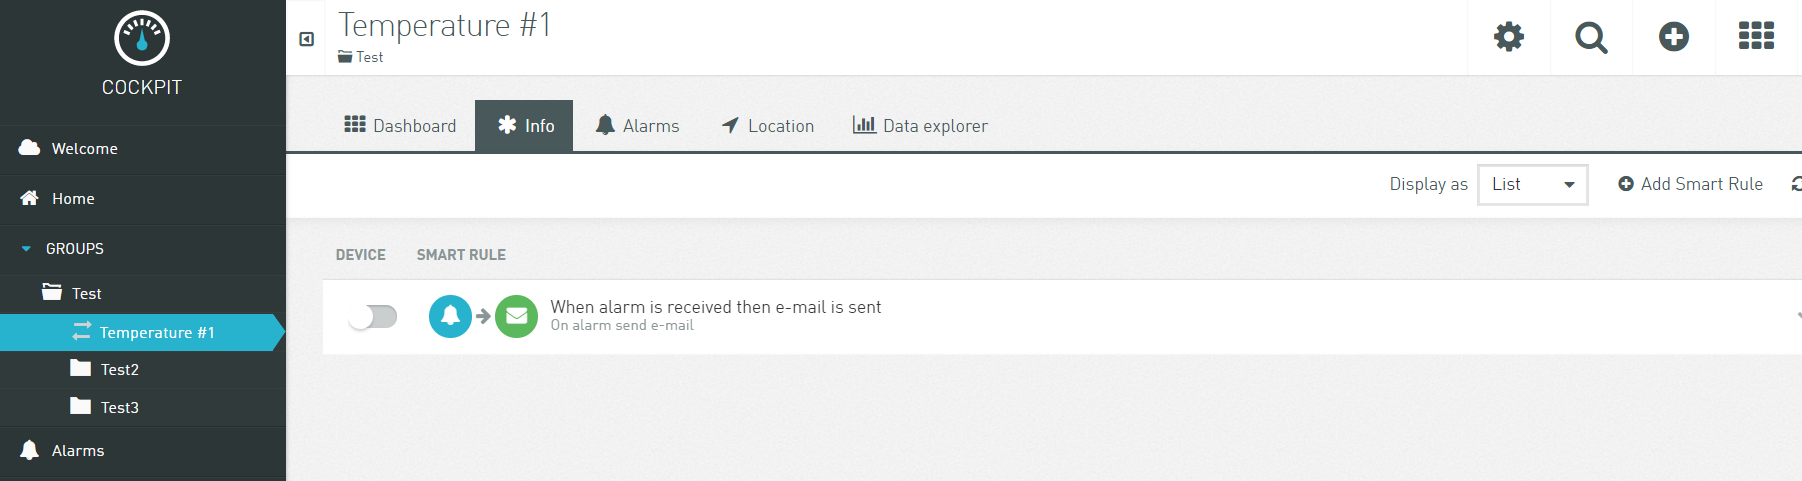 COCKPIT
Welcome
Home
GROUPS
Test
Temperature #1
Test2
Test3
Alarms
Temperature #1
Test
Dashboard Info Alarms Location Data explorer
Display as List Add Smart Rule
DEVICE SMART RULE
When alarm is received then e-mail is sent
On alarm send e-mail